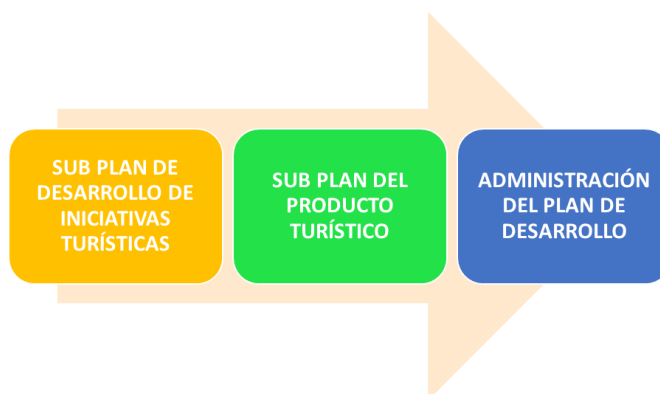 SUB PLAN DE
DESARROLLO DE
INICIATIVAS
TURÍSTICAS
SUB PLAN DEL
PRODUCTO
TURÍSTICO
ADMINISTRACIÓN
DEL PLAN DE
DESARROLLO